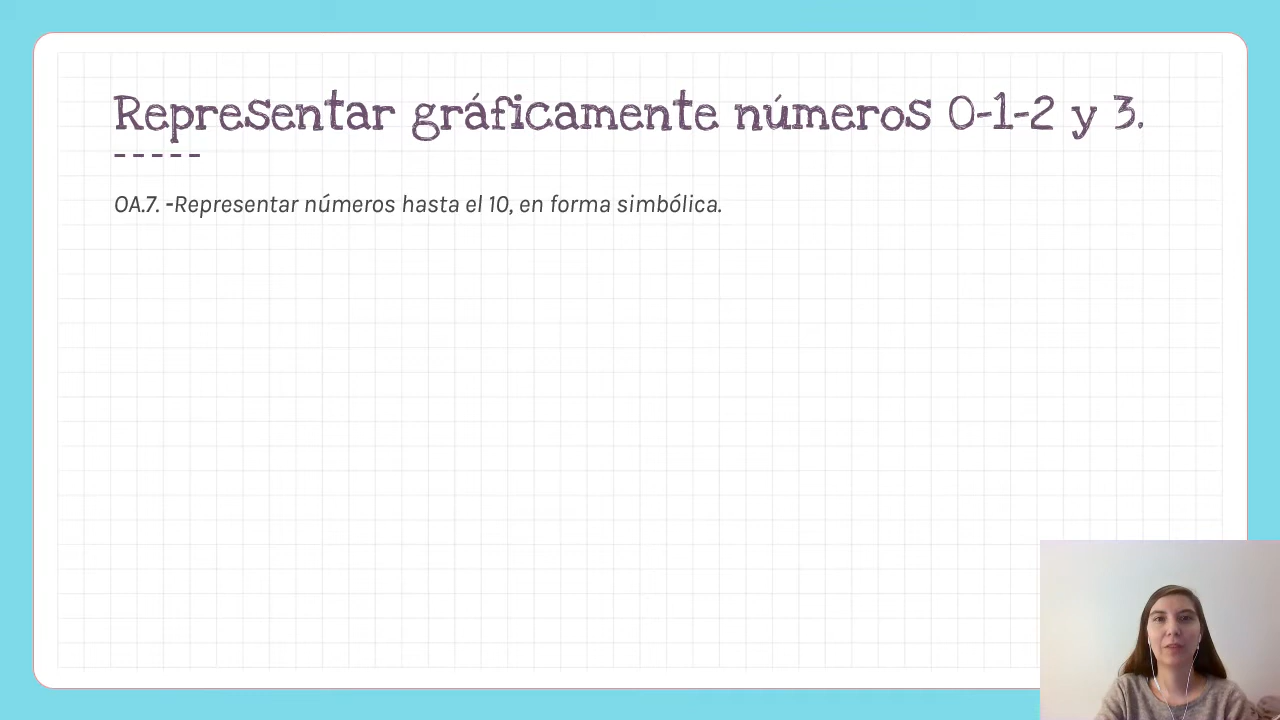 Representar gráficamente números 0-1-2 y 3.
OA.7. -Representar números hasta el 10, en forma simbólica.